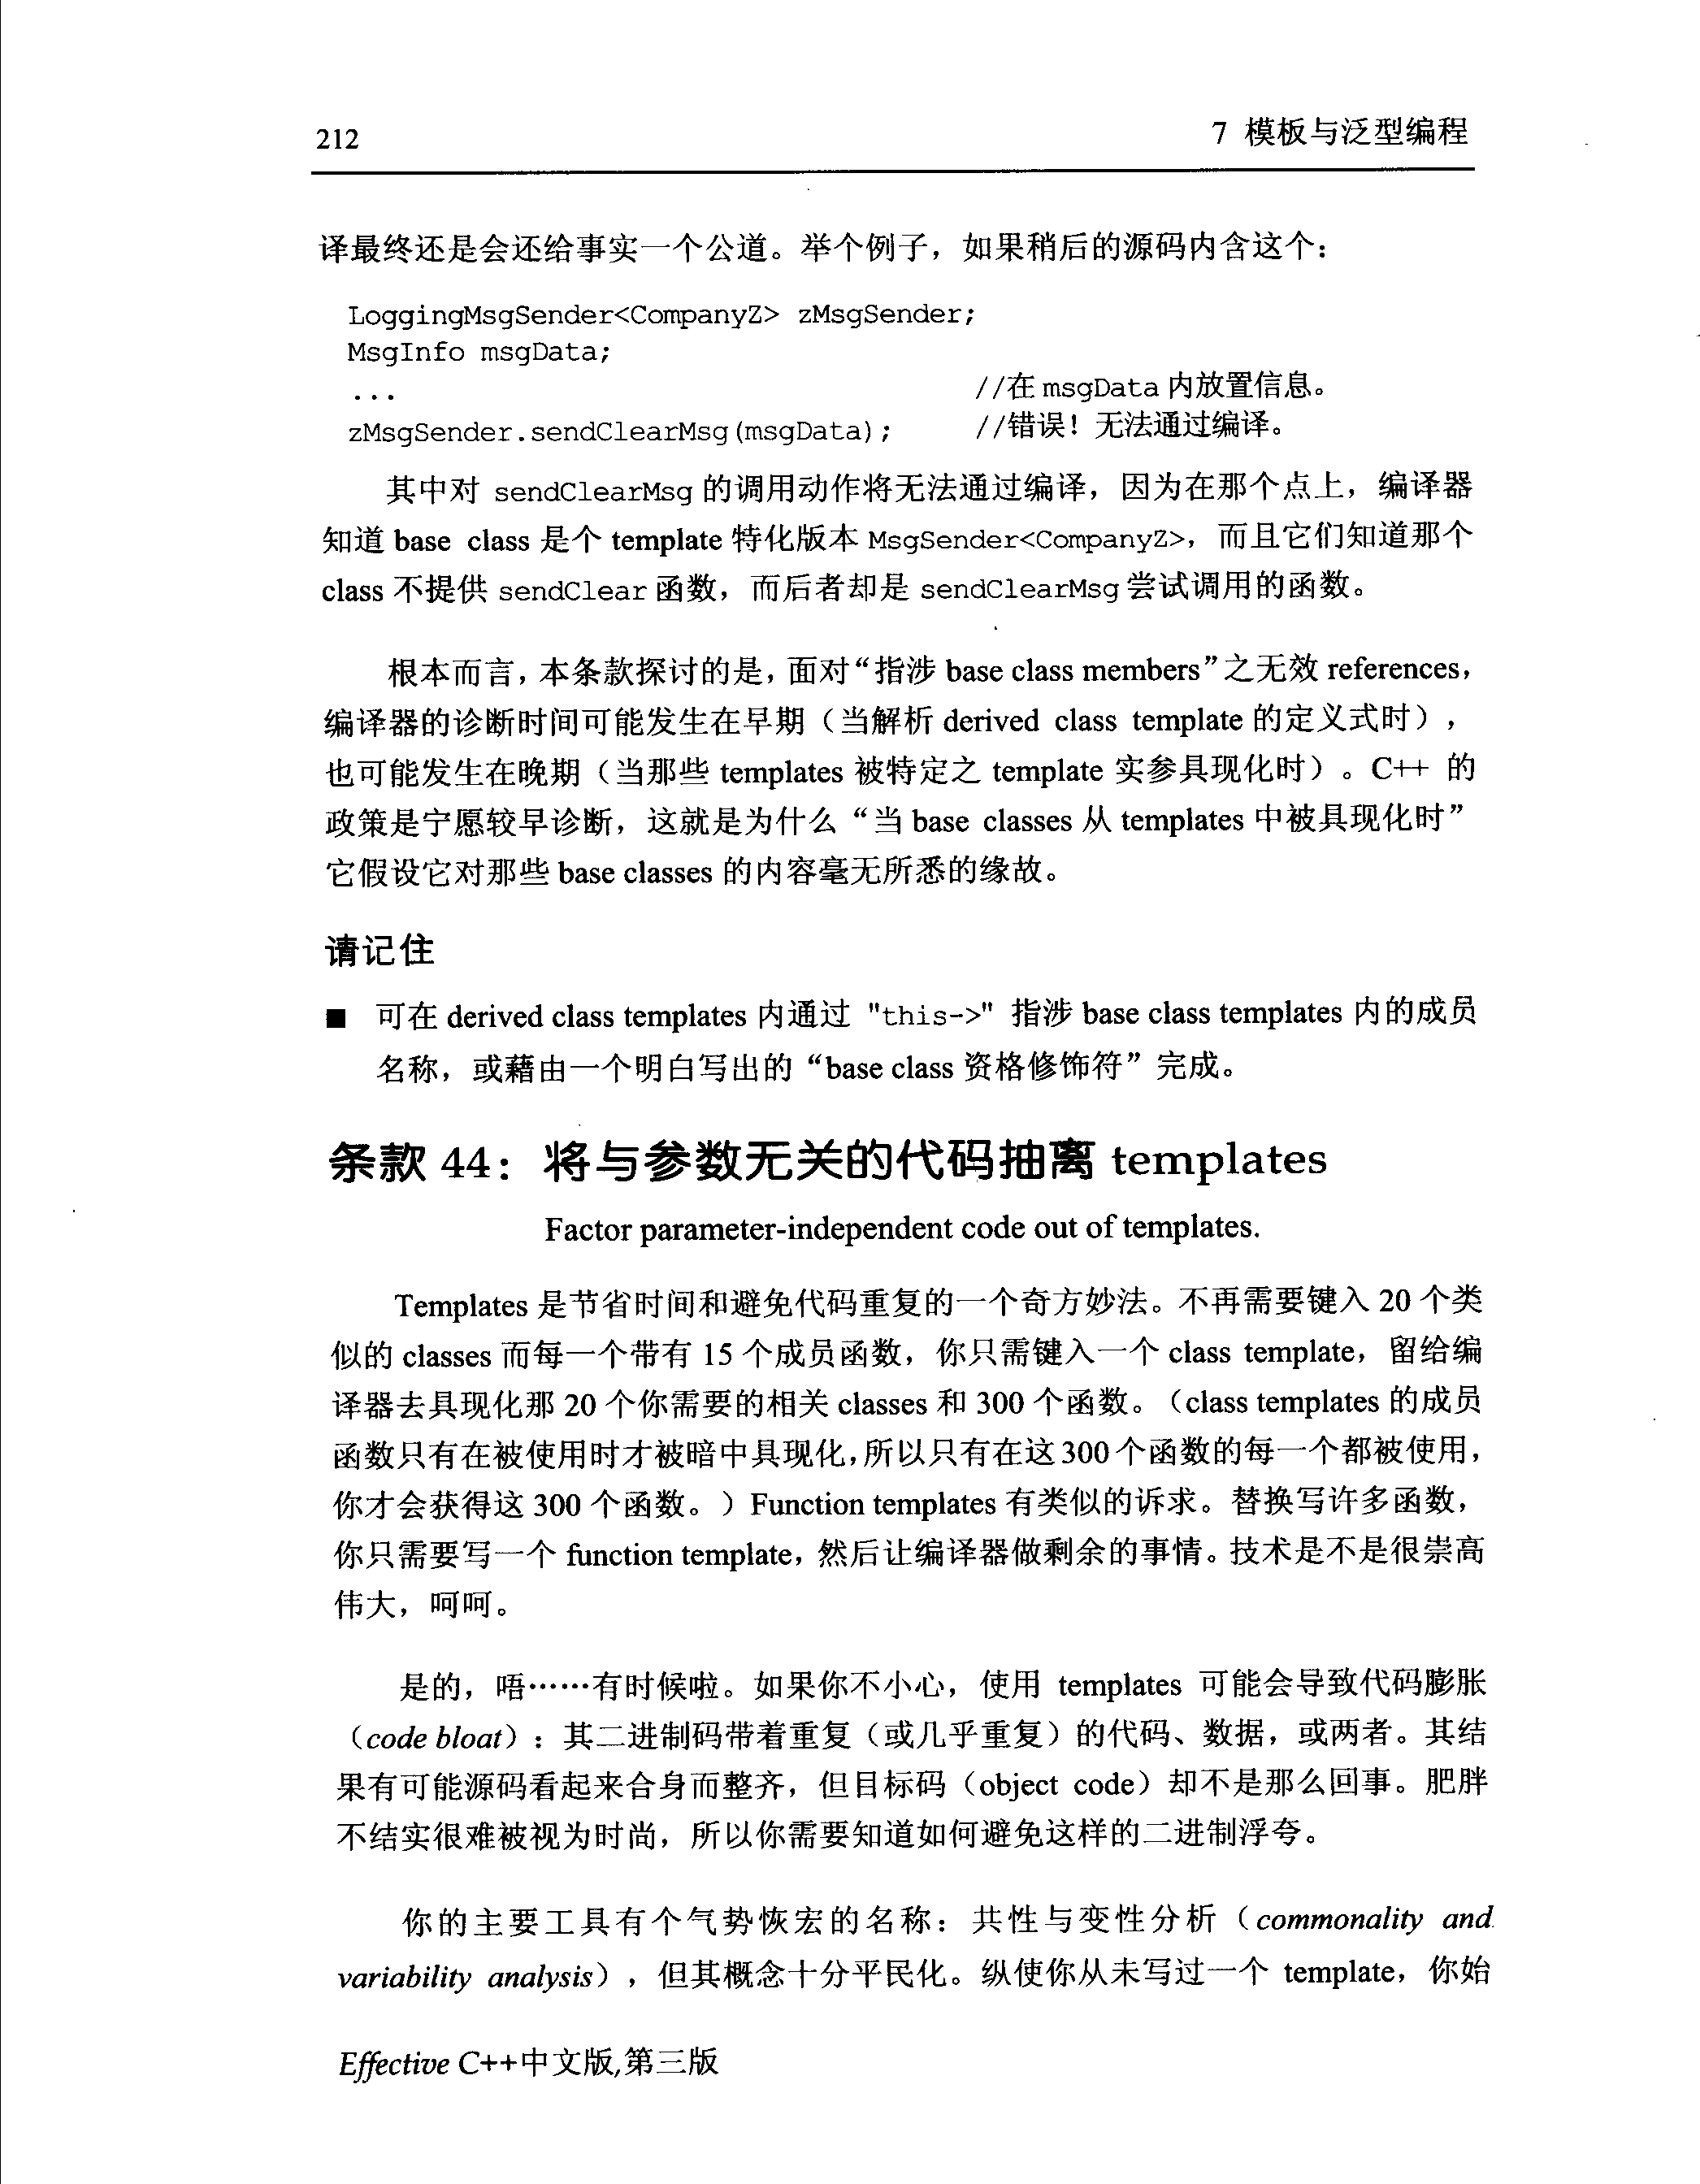 212
7 模板与泛型编程
译最终还是会还给事实一个公道。举个例子，如果稍后的源码内含这个：
LoggingMsgSender<CompanyZ> zMsgSender;
MsgInfo msgData;
... //在 msgData 内放置信息。
zMsgSender.sendClearMsg(msgData); //错误！无法通过编译。
其中对 sendClearMsg 的调用动作将无法通过编译，因为在那个点上，编译器
知道 base class 是个 template 特化版本 MsgSender<CompanyZ>，而且它们知道那个
class 不提供 sendClear 函数，而后者却是 sendClearMsg 尝试调用的函数。
根本而言，本条款探讨的是，面对“指涉 base class members”之无效 references，
编译器的诊断时间可能发生在早期（当解析 derived class template 的定义式时），
也可能发生在晚期（当那些 templates 被特定之 template 实参具现化时）。C++ 的
政策是宁愿较早诊断，这就是为什么“当 base classes 从 templates 中被具现化时”
它假设它对那些 base classes 的内容毫无所悉的缘故。
请记住
■ 可在 derived class templates 内通过 "this->" 指涉 base class templates 内的成员
名称，或藉由一个明白写出的“base class 资格修饰符”完成。
条款 44：将与参数无关的代码抽离 templates
Factor parameter-independent code out of templates.
Templates 是节省时间和避免代码重复的一个奇方妙法。不再需要键入 20 个类
似的 classes 而每一个带有 15 个成员函数，你只需键入一个 class template，留给编
译器去具现化那 20 个你需要的相关 classes 和 300 个函数。（class templates 的成员
函数只有在被使用时才被暗中具现化，所以只有在这 300 个函数的每一个都被使用，
你才会获得这 300 个函数。）Function templates 有类似的诉求。替换写许多函数，
你只需要写一个 function template，然后让编译器做剩余的事情。技术是不是很崇高
伟大，呵呵。
是的，唔……有时候啦。如果你不小心，使用 templates 可能会导致代码膨胀
（code bloat）：其二进制码带着重复（或几乎重复）的代码、数据，或两者。其结
果有可能源码看起来合身而整齐，但目标码（object code）却不是那么回事。肥胖
不结实很难被视为时尚，所以你需要知道如何避免这样的二进制浮夸。
你的主要工具有个气势恢宏的名称：共性与变性分析（commonality and
variability analysis），但其概念十分平民化。纵使你从未写过一个 template，你始
Effective C++中文版,第三版